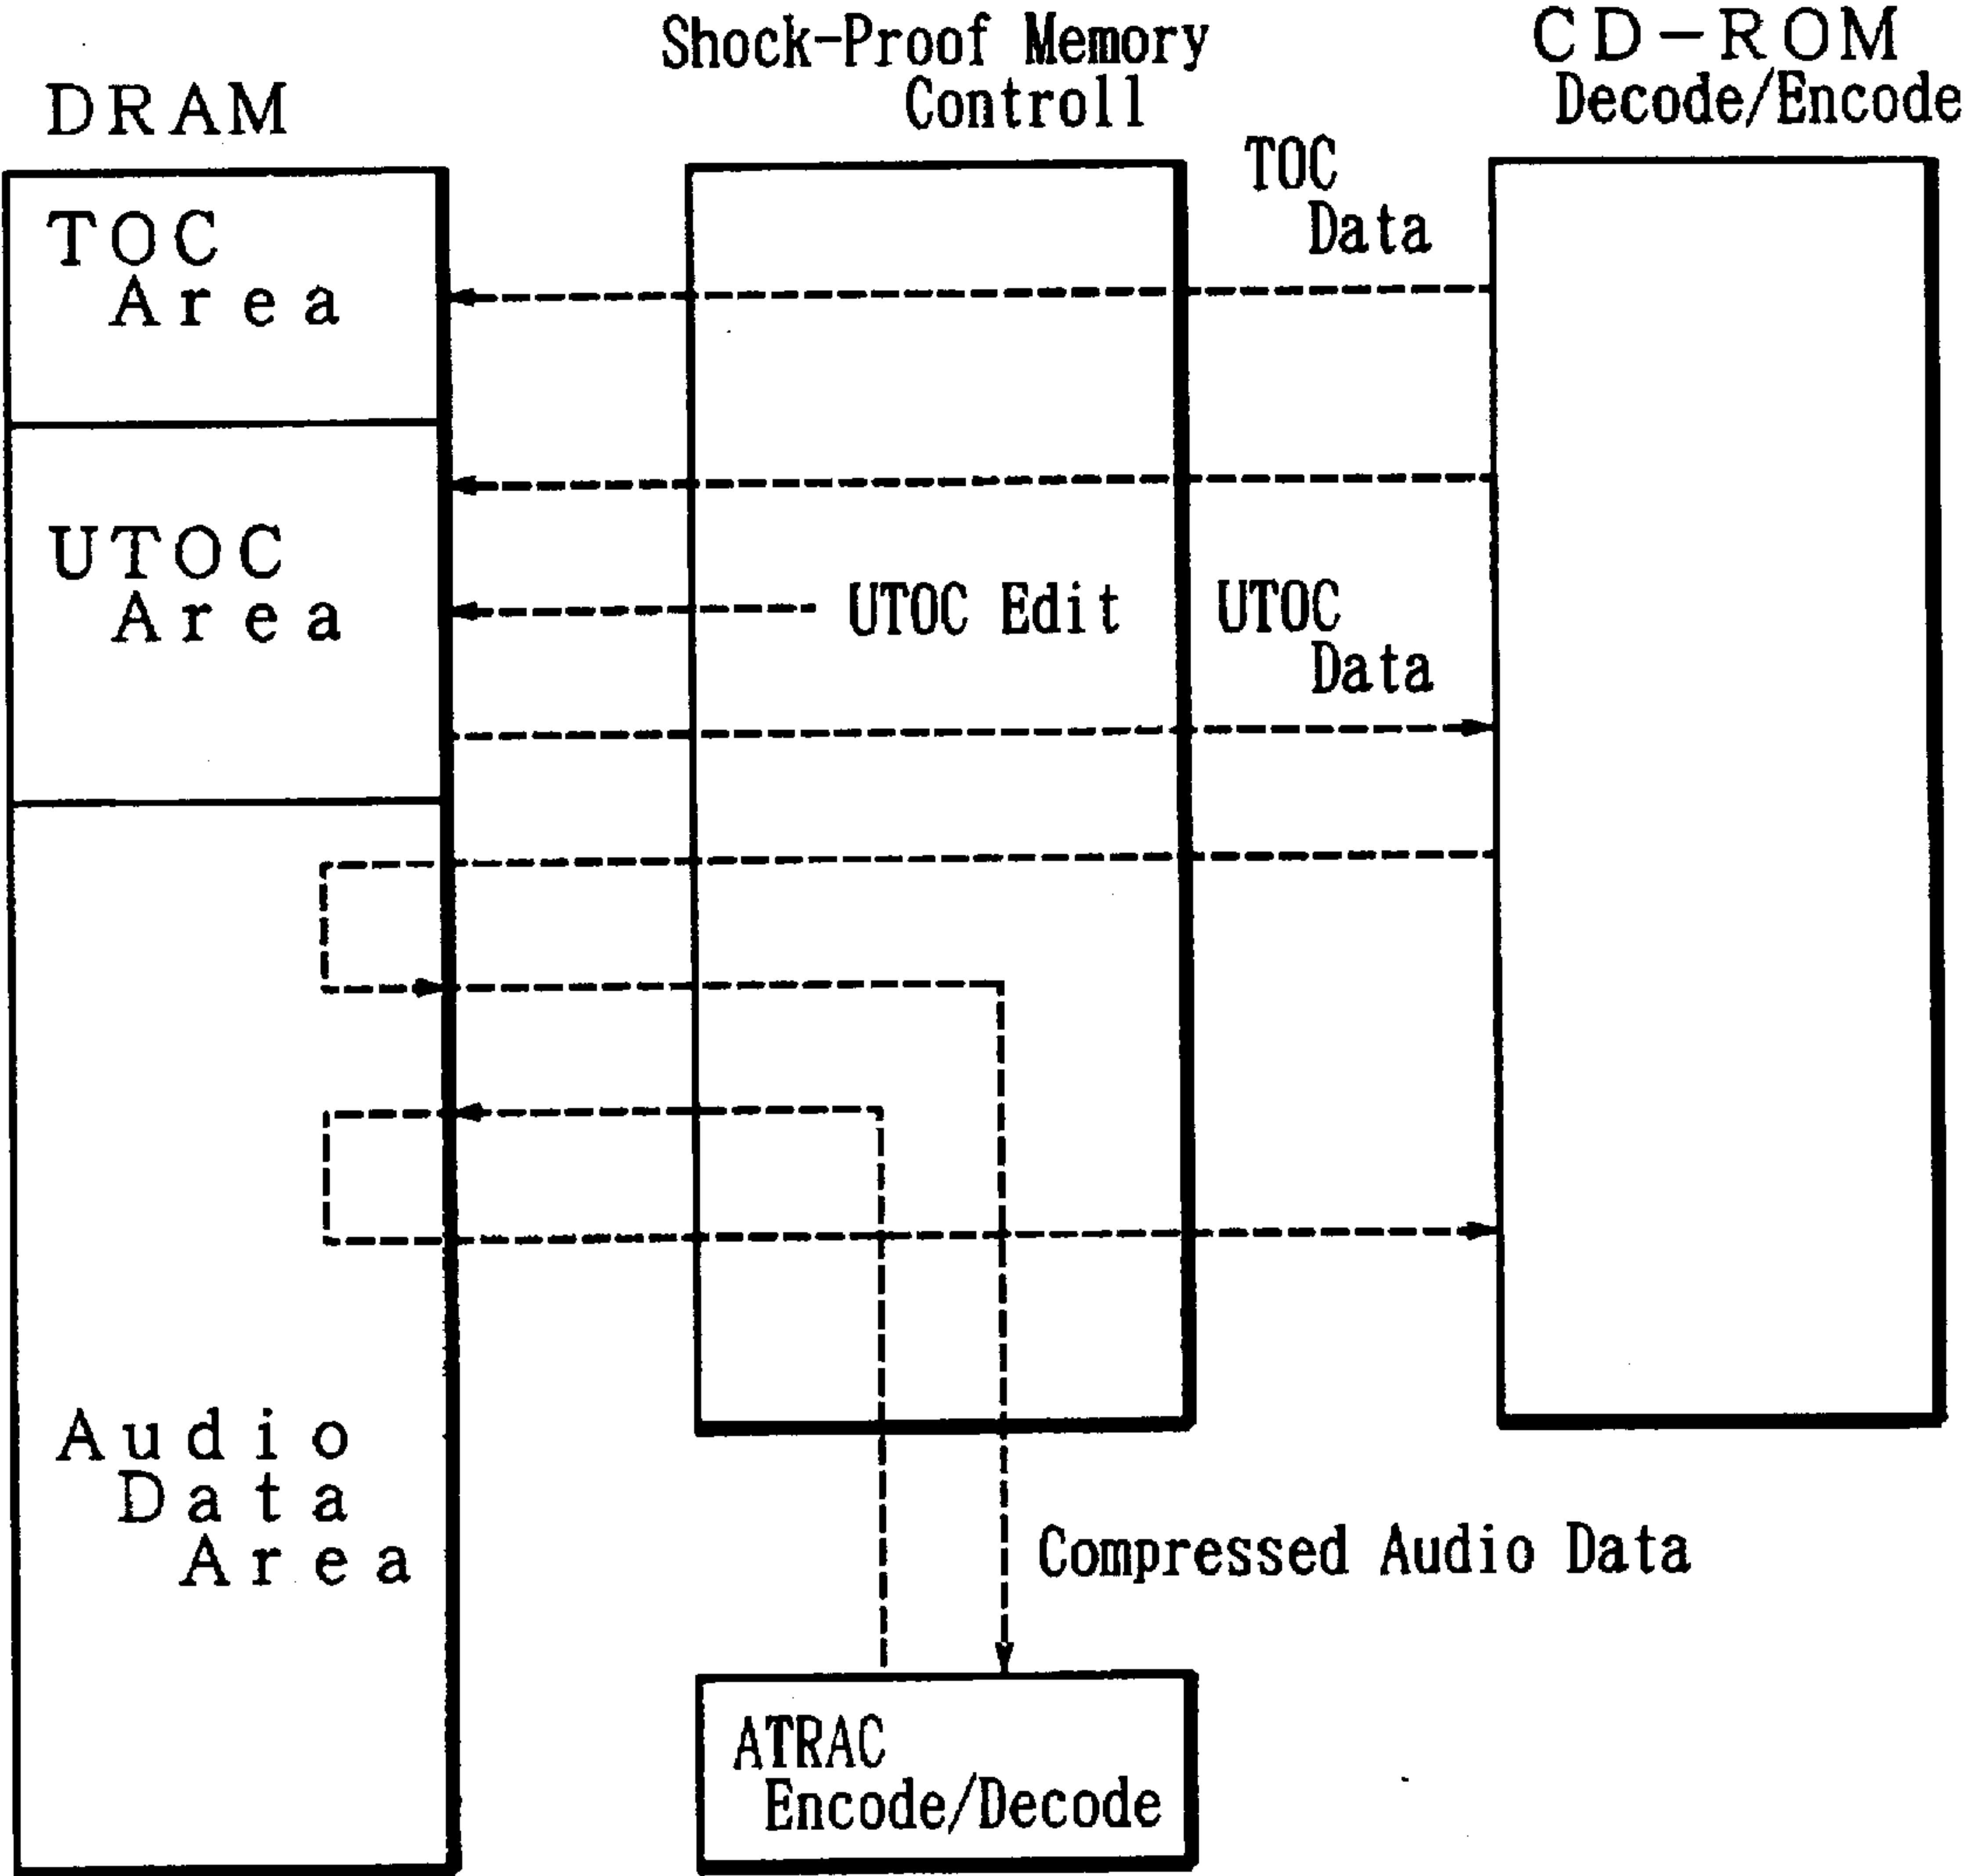 Shock-Proof Memory
Controll
CD-ROM
Decode/Encode
DRAM
TOC
Data
TOC
Area
UTOC
Area
UTOC Edit
UTOC
Data
Audio
Data
Area
Compressed Audio Data
ATRAC
Encode/Decode